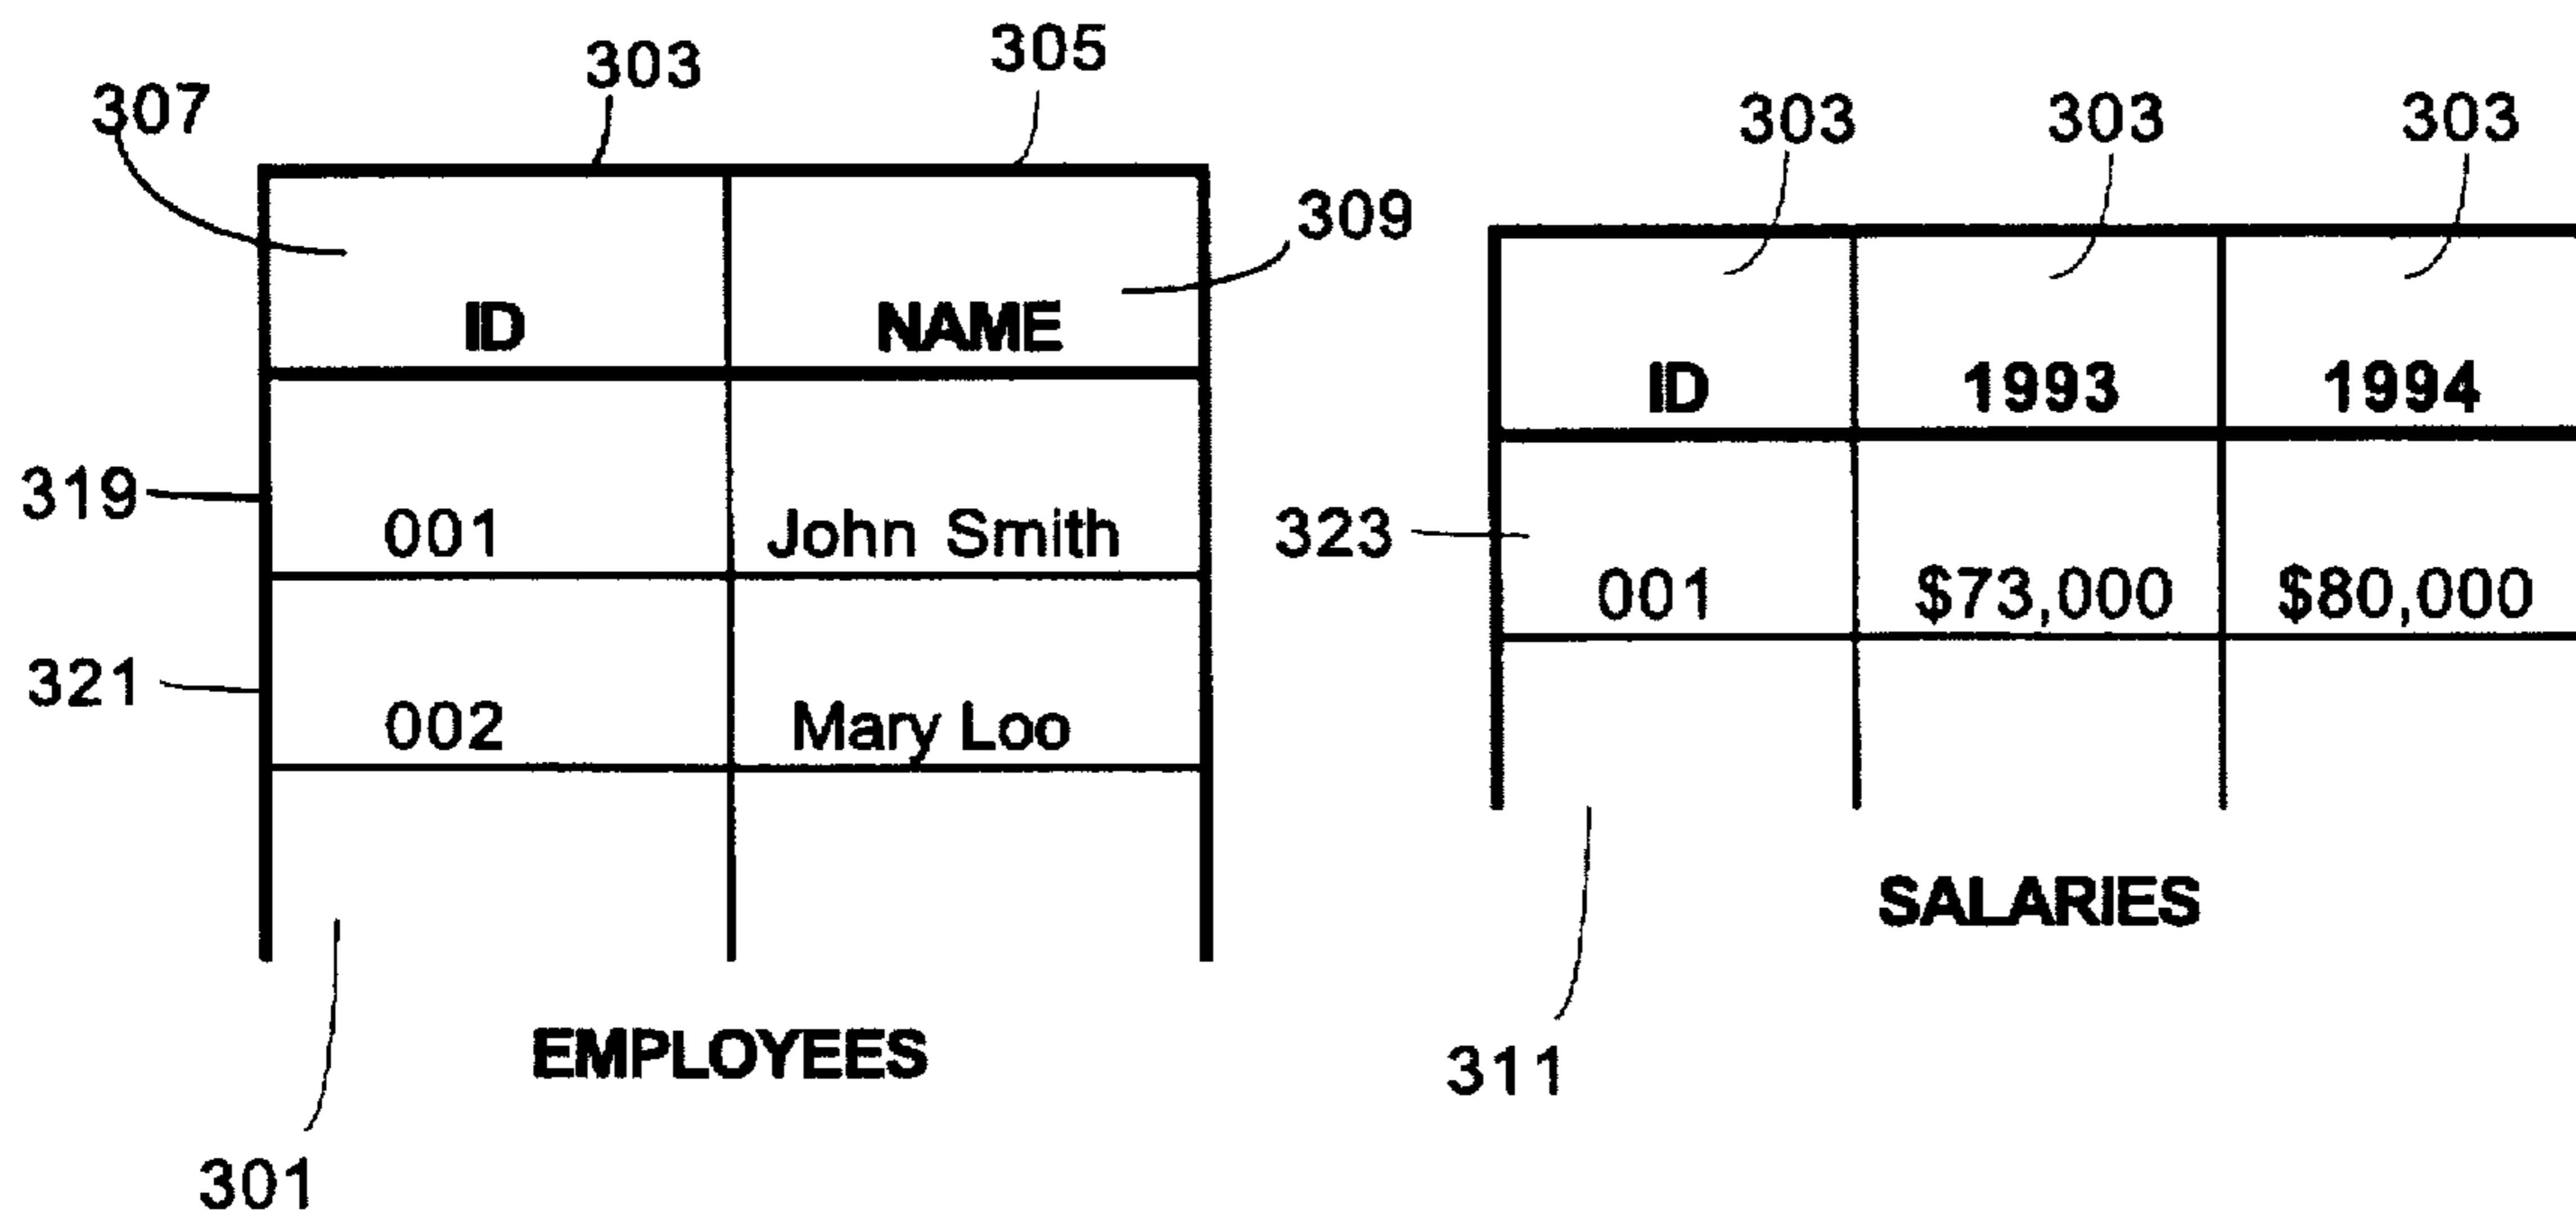 307 303 305
309
ID NAME
319 001 John Smith
321 002 Mary Loo
EMPLOYEES
301
303 303 303
ID 1993 1994
323 001 $73,000 $80,000
SALARIES
311